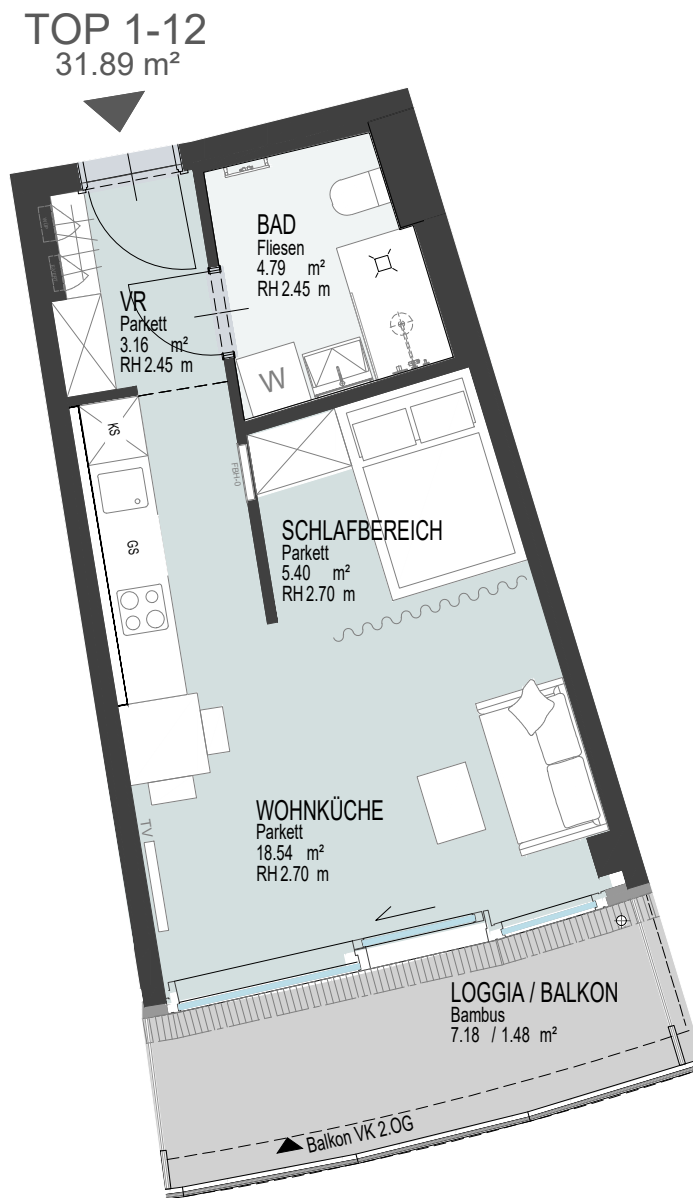 TOP 1-12
31.89 m²
BAD
Fliesen
4.79 m²
RH 2.45 m
VR
Parkett
3.16 m²
RH 2.45 m
W
KS
FBH-0
GS
SCHLAFBEREICH
Parkett
5.40 m²
RH 2.70 m
WOHNKÜCHE
Parkett
18.54 m²
RH 2.70 m
TV
LOGGIA / BALKON
Bambus
7.18 / 1.48 m²
Balkon VK 2.OG